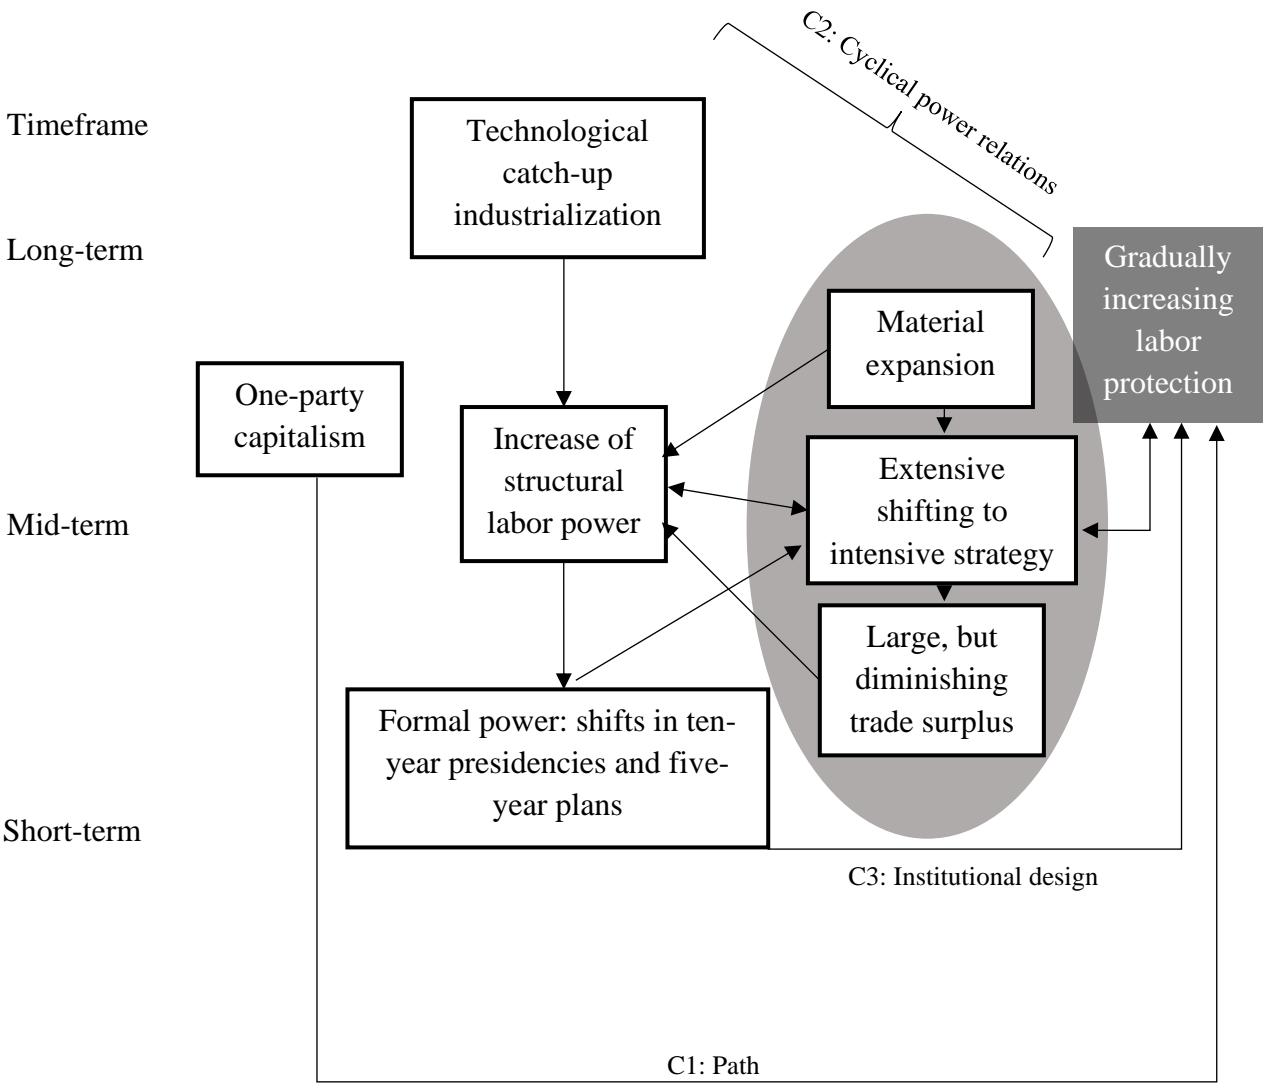 C2: Cyclical power relations
Timeframe
Technological
catch-up
industrialization
Long-term
Gradually
increasing
labor
protection
Material
expansion
One-party
capitalism
Increase of
structural
labor power
Extensive
shifting to
intensive strategy
Mid-term
Large, but
diminishing
trade surplus
Formal power: shifts in ten-
year presidencies and five-
year plans
Short-term
C3: Institutional design
C1: Path